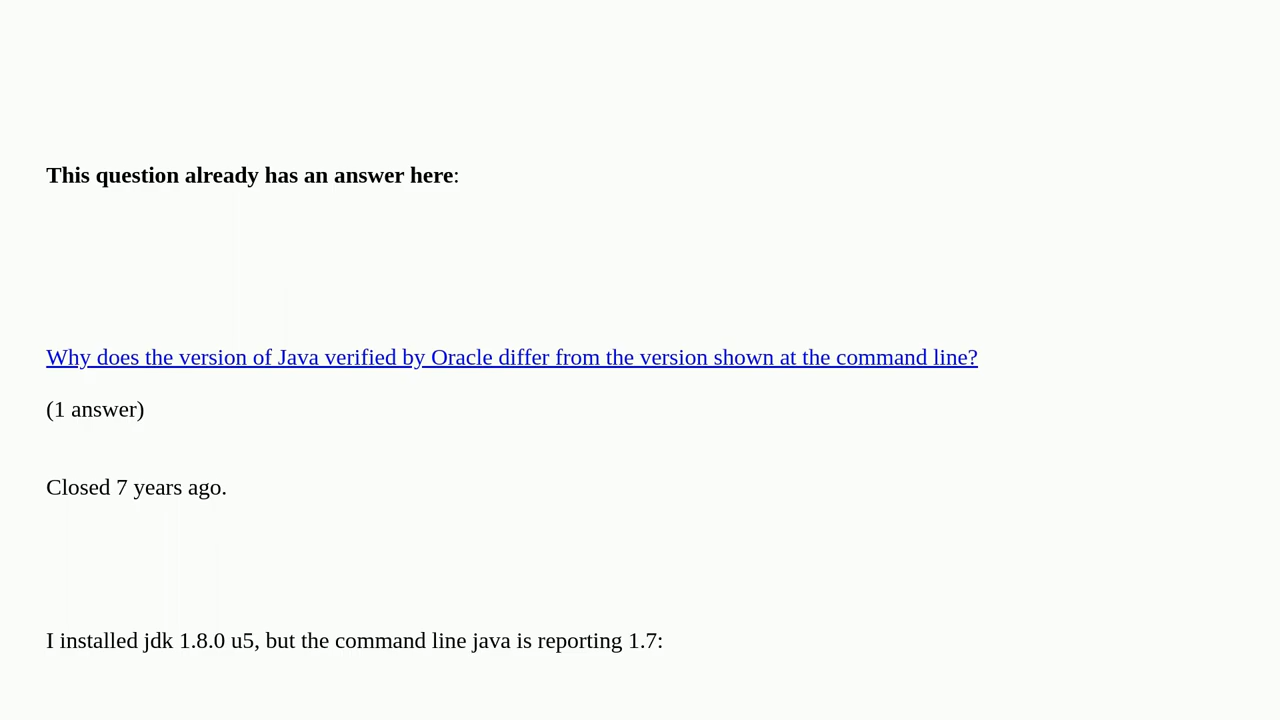 This question already has an answer here:
Why does the version of Java verified by Oracle differ from the version shown at the command line?
(1 answer)
Closed 7 years ago.
I installed jdk 1.8.0 u5, but the command line java is reporting 1.7: